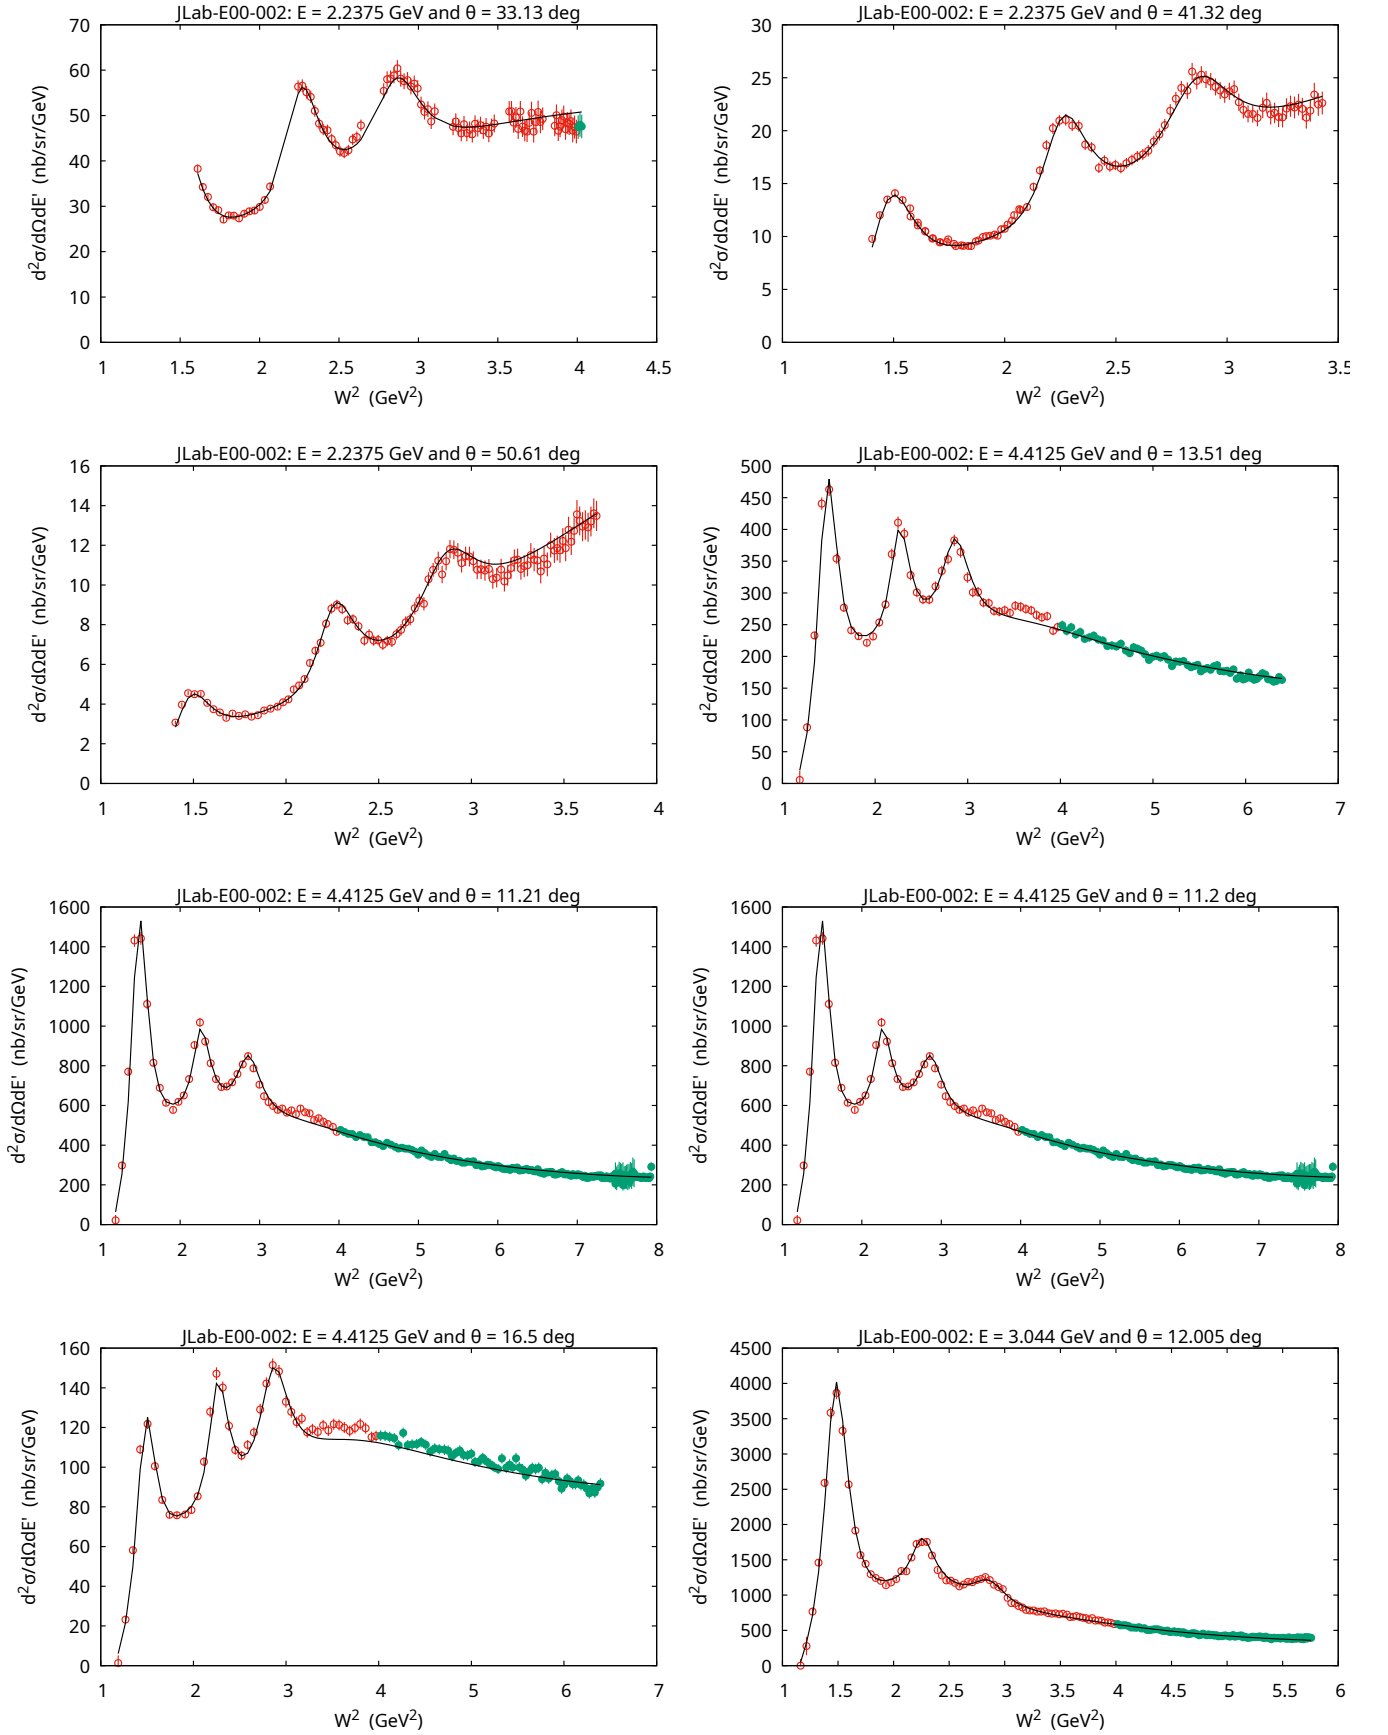 JLab-E00-002: E = 2.2375 GeV and θ = 33.13 deg
d²σ/dΩdE' (nb/sr/GeV)
70
60
50
40
30
20
10
0
1 1.5 2 2.5 3 3.5 4 4.5
W² (GeV²)
JLab-E00-002: E = 2.2375 GeV and θ = 41.32 deg
d²σ/dΩdE' (nb/sr/GeV)
30
25
20
15
10
5
0
1 1.5 2 2.5 3 3.5
W² (GeV²)
JLab-E00-002: E = 2.2375 GeV and θ = 50.61 deg
d²σ/dΩdE' (nb/sr/GeV)
16
14
12
10
8
6
4
2
0
1 1.5 2 2.5 3 3.5 4
W² (GeV²)
JLab-E00-002: E = 4.4125 GeV and θ = 13.51 deg
d²σ/dΩdE' (nb/sr/GeV)
500
450
400
350
300
250
200
150
100
50
0
1 2 3 4 5 6 7
W² (GeV²)
JLab-E00-002: E = 4.4125 GeV and θ = 11.21 deg
d²σ/dΩdE' (nb/sr/GeV)
1600
1400
1200
1000
800
600
400
200
0
1 2 3 4 5 6 7 8
W² (GeV²)
JLab-E00-002: E = 4.4125 GeV and θ = 11.2 deg
d²σ/dΩdE' (nb/sr/GeV)
1600
1400
1200
1000
800
600
400
200
0
1 2 3 4 5 6 7 8
W² (GeV²)
JLab-E00-002: E = 4.4125 GeV and θ = 16.5 deg
d²σ/dΩdE' (nb/sr/GeV)
160
140
120
100
80
60
40
20
0
1 2 3 4 5 6 7
W² (GeV²)
JLab-E00-002: E = 3.044 GeV and θ = 12.005 deg
d²σ/dΩdE' (nb/sr/GeV)
4500
4000
3500
3000
2500
2000
1500
1000
500
0
1 1.5 2 2.5 3 3.5 4 4.5 5 5.5 6
W² (GeV²)